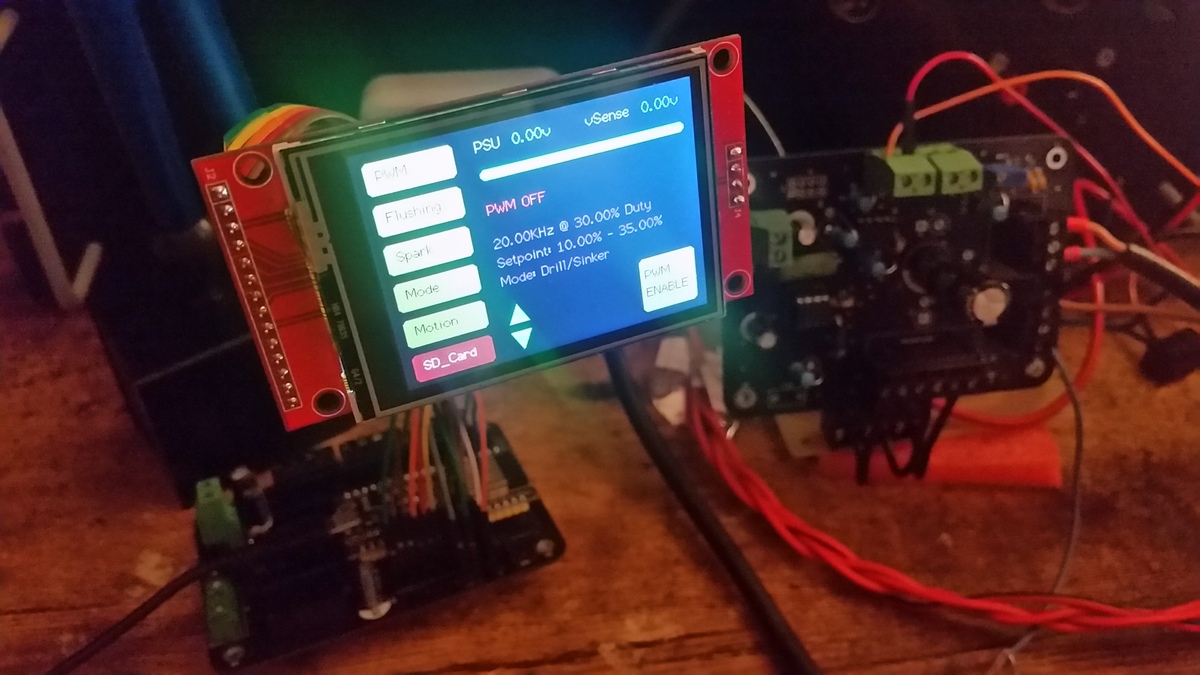 PSU 0.00v vSense 0.00v
PWM
Flushing
Spark
Mode
Motion
SD_Card
PWM OFF
20.00KHz @ 30.00% Duty
Setpoint: 10.00% - 35.00%
Mode: Drill/Sinker
PWM
ENABLE